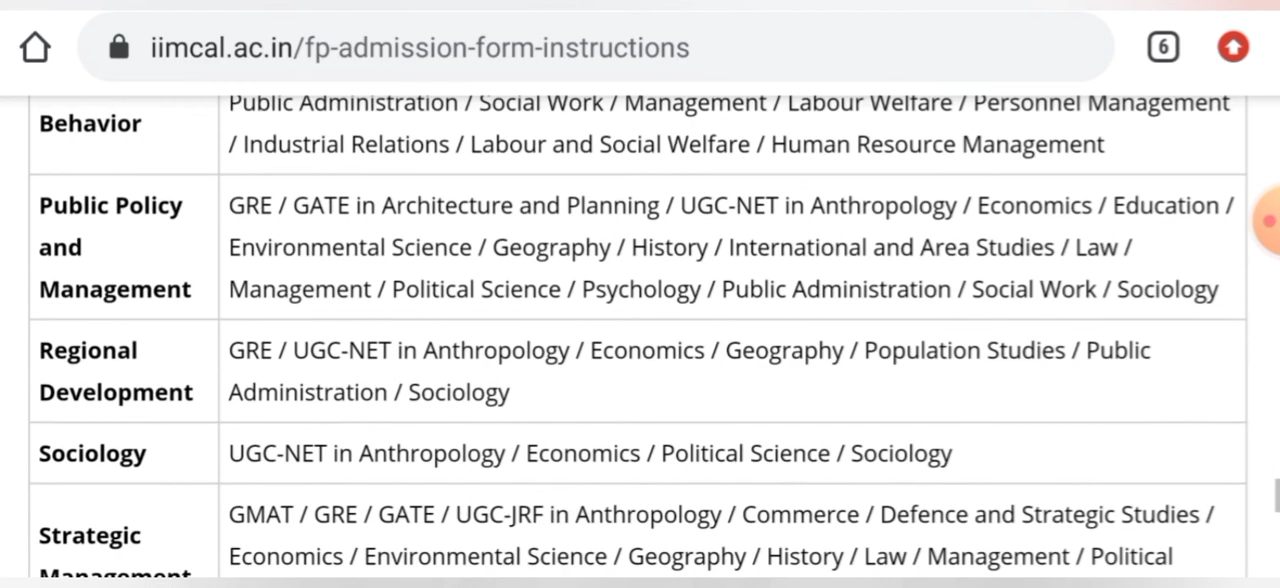 iimcal.ac.in/fp-admission-form-instructions
6
Behavior
Public Administration / Social Work / Management / Labour Welfare / Personnel Management
/ Industrial Relations / Labour and Social Welfare / Human Resource Management
Public Policy
and
Management
GRE / GATE in Architecture and Planning / UGC-NET in Anthropology / Economics / Education /
Environmental Science / Geography / History / International and Area Studies / Law /
Management / Political Science / Psychology / Public Administration / Social Work / Sociology
Regional
Development
GRE / UGC-NET in Anthropology / Economics / Geography / Population Studies / Public
Administration / Sociology
Sociology
UGC-NET in Anthropology / Economics / Political Science / Sociology
Strategic
Management
GMAT / GRE / GATE / UGC-JRF in Anthropology / Commerce / Defence and Strategic Studies /
Economics / Environmental Science / Geography / History / Law / Management / Political